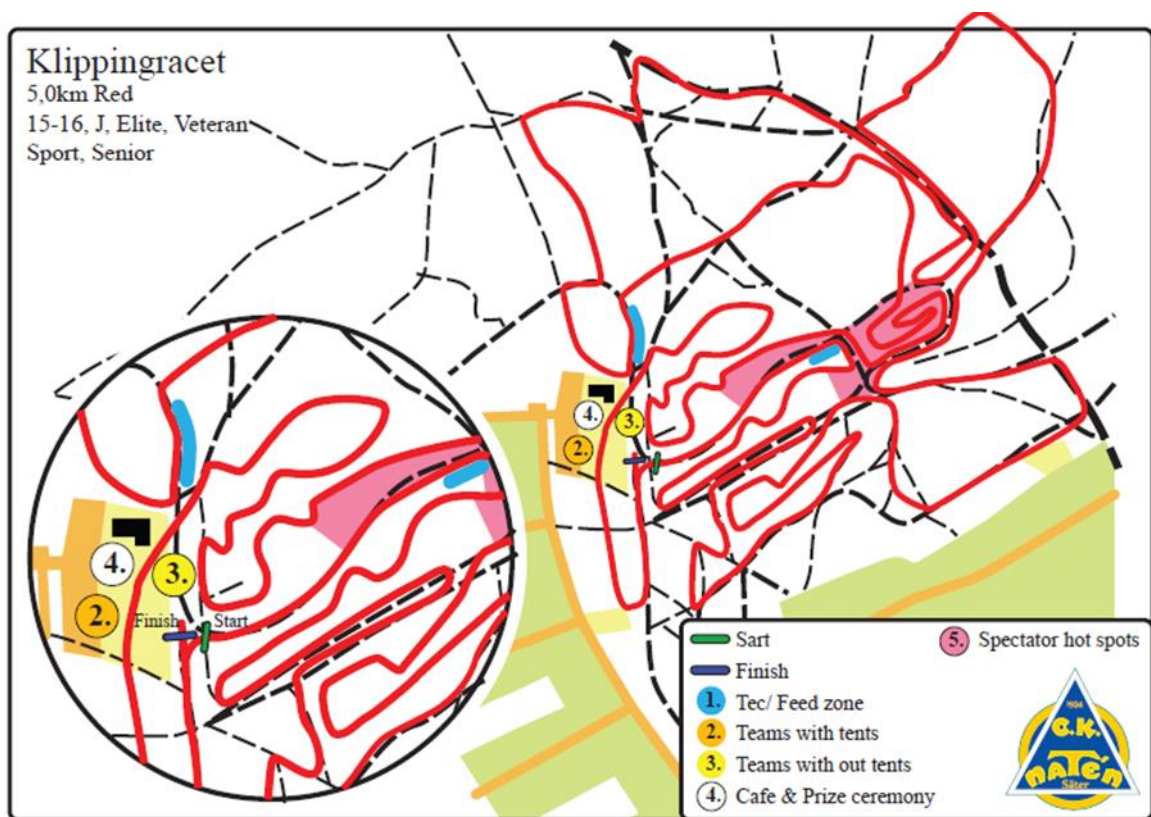 Klippingracet
5,0km Red
15-16, J, Elite, Veteran
Sport, Senior
4.
3.
2.
4.
3.
2.
Finish
Start
Sart
Finish
1. Tec/ Feed zone
2. Teams with tents
3. Teams with out tents
4. Cafe & Prize ceremony
5. Spectator hot spots
C.K.
NATÉN
Säter